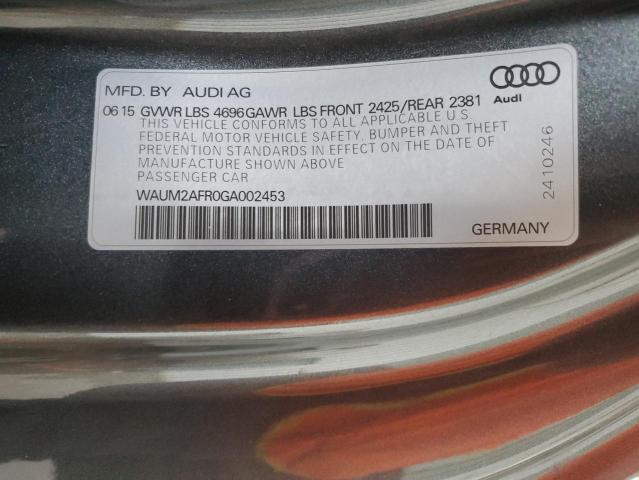 MFD. BY AUDI AG
Audi
06 15 GVWR LBS 4696 GAWR LBS FRONT 2425/REAR 2381
THIS VEHICLE CONFORMS TO ALL APPLICABLE U.S
FEDERAL MOTOR VEHICLE SAFETY, BUMPER AND THEFT
PREVENTION STANDARDS IN EFFECT ON THE DATE OF
MANUFACTURE SHOWN ABOVE
PASSENGER CAR
WAUM2AFR0GA002453
2410246
GERMANY